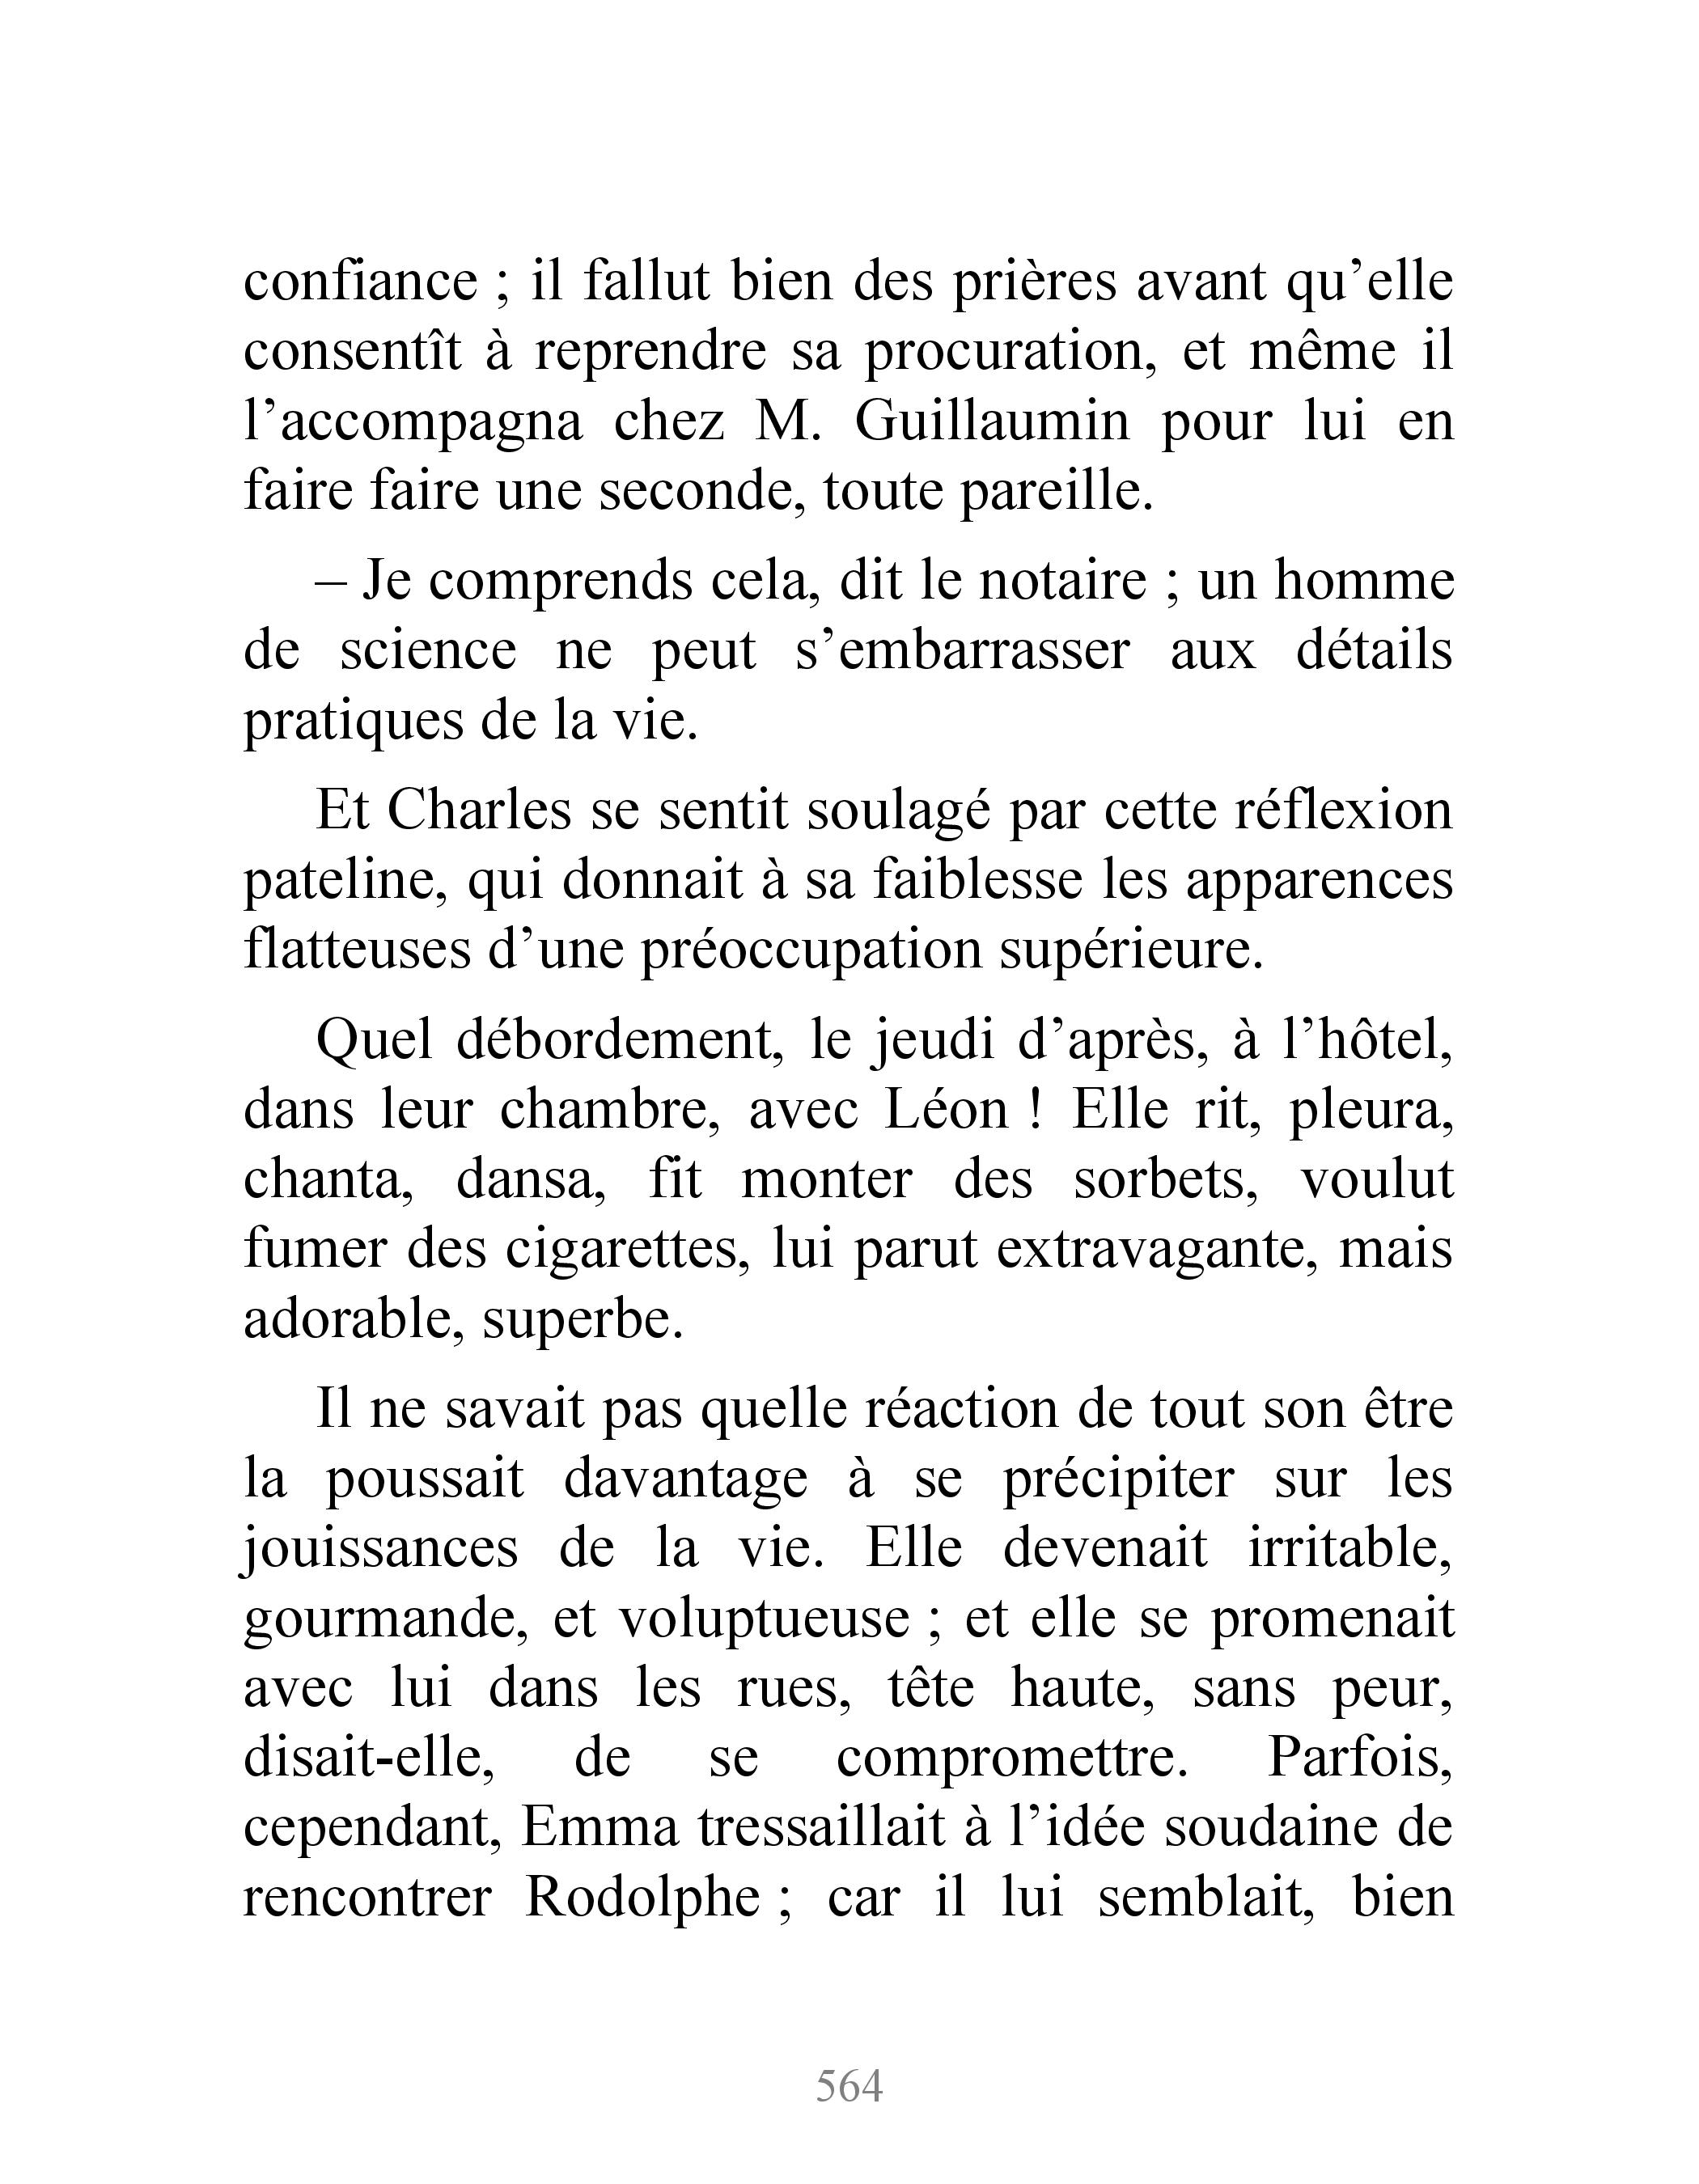 confiance ; il fallut bien des prières avant qu’elle
consentît à reprendre sa procuration, et même il
l’accompagna chez M. Guillaumin pour lui en
faire faire une seconde, toute pareille.
– Je comprends cela, dit le notaire ; un homme
de science ne peut s’embarrasser aux détails
pratiques de la vie.
Et Charles se sentit soulagé par cette réflexion
pateline, qui donnait à sa faiblesse les apparences
flatteuses d’une préoccupation supérieure.
Quel débordement, le jeudi d’après, à l’hôtel,
dans leur chambre, avec Léon ! Elle rit, pleura,
chanta, dansa, fit monter des sorbets, voulut
fumer des cigarettes, lui parut extravagante, mais
adorable, superbe.
Il ne savait pas quelle réaction de tout son être
la poussait davantage à se précipiter sur les
jouissances de la vie. Elle devenait irritable,
gourmande, et voluptueuse ; et elle se promenait
avec lui dans les rues, tête haute, sans peur,
disait-elle, de se compromettre. Parfois,
cependant, Emma tressaillait à l’idée soudaine de
rencontrer Rodolphe ; car il lui semblait, bien
564